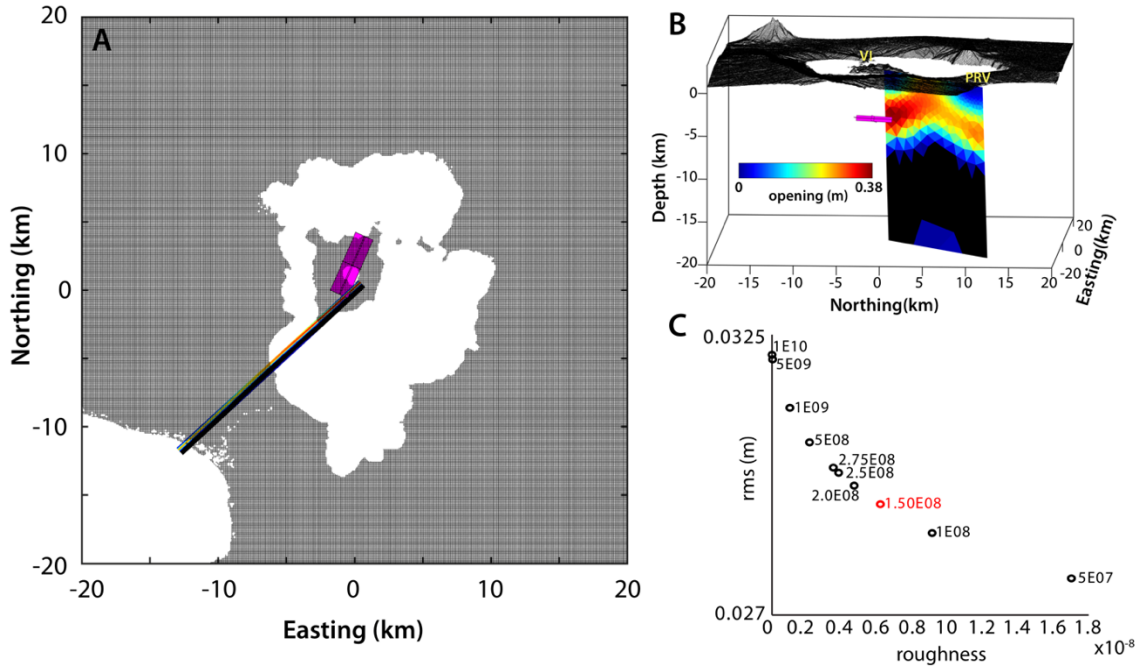 A
20
10
0
-10
-20
Northing (km)
-20
-10
0
10
20
Easting (km)
B
VI
PRV
0
-5
-10
-15
-20
Depth (km)
0
0.38
opening (m)
-20
-15
-10
-5
0
5
10
15
20
Northing(km)
20
0
-20
Easting(km)
C
0.0325
0.027
rms (m)
1E10
5E09
1E09
5E08
2.75E08
2.5E08
2.0E08
1.50E08
1E08
5E07
0 0.2 0.4 0.6 0.8 1.0 1.2 1.4 1.6 1.8
x10⁻⁸
roughness